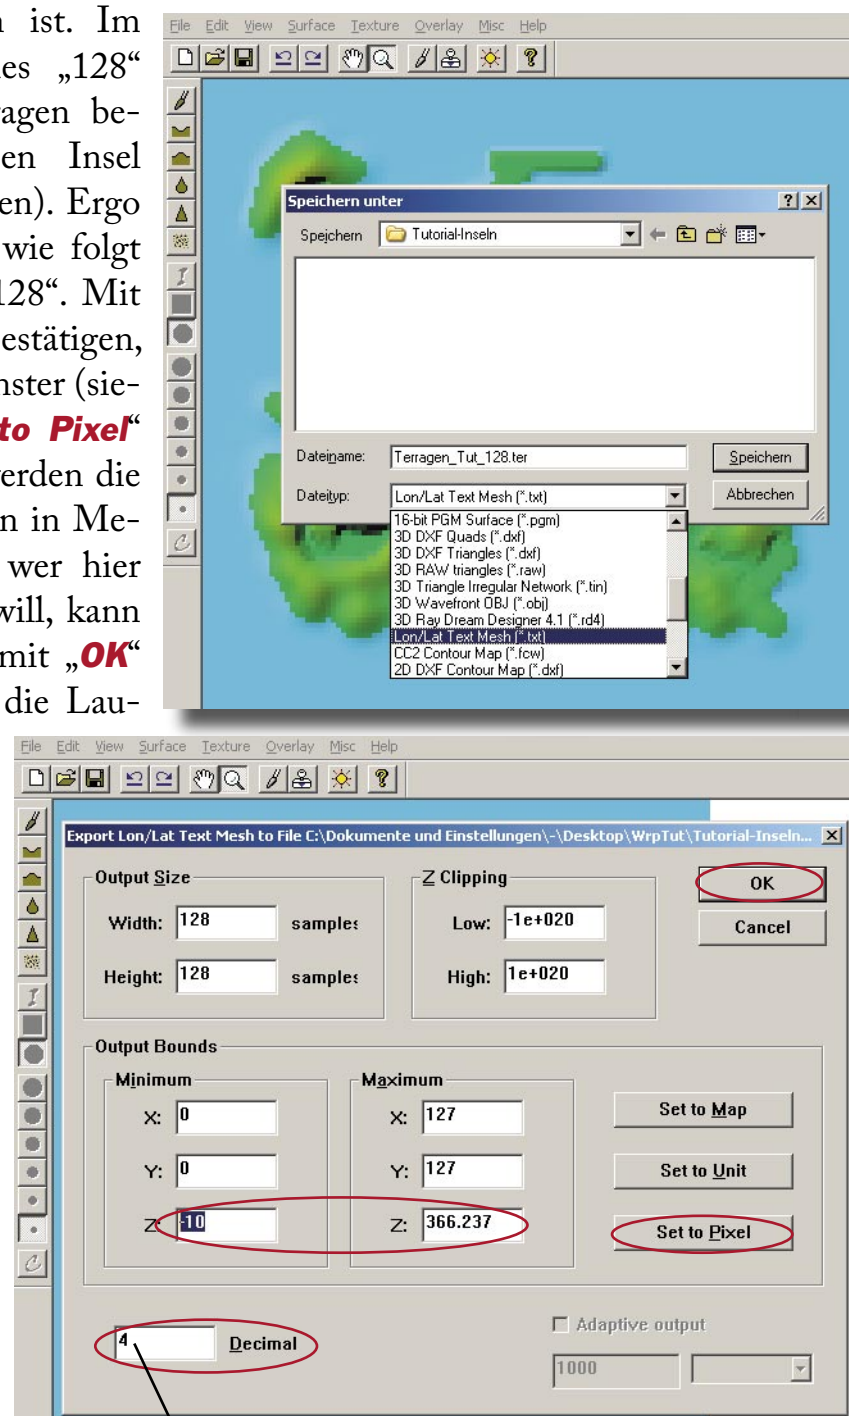 ist. Im
„128“
ragen be-
en Insel
en). Ergo
wie folgt
128“. Mit
estätigen,
nster (sie-
to Pixel“
erden die
n in Me-
wer hier
will, kann
mit „OK“
die Lau-
File Edit View Surface Texture Overlay Misc Help
Speichern unter
Speichern Tutorial-Inseln
Dateiname: Terragen_Tut_128.ter Speichern
Dateityp: Lon/Lat Text Mesh (*.txt) Abbrechen
16-bit PGM Surface (*.pgm)
3D DXF Quads (*.dxf)
3D DXF Triangles (*.dxf)
3D RAW triangles (*.raw)
3D Triangle Irregular Network (*.tin)
3D Wavefront OBJ (*.obj)
3D Ray Dream Designer 4.1 (*.rd4)
Lon/Lat Text Mesh (*.txt)
CC2 Contour Map (*.fcw)
2D DXF Contour Map (*.dxf)
File Edit View Surface Texture Overlay Misc Help
Export Lon/Lat Text Mesh to File C:\Dokumente und Einstellungen\-\Desktop\WrpTut\Tutorial-Inseln...
Output Size
Width: 128 samples
Height: 128 samples
Z Clipping
Low: -1e+020
High: 1e+020
OK
Cancel
Output Bounds
Minimum
X: 0
Y: 0
Z: -10
Maximum
X: 127
Y: 127
Z: 366.237
Set to Map
Set to Unit
Set to Pixel
4 Decimal
Adaptive output
1000